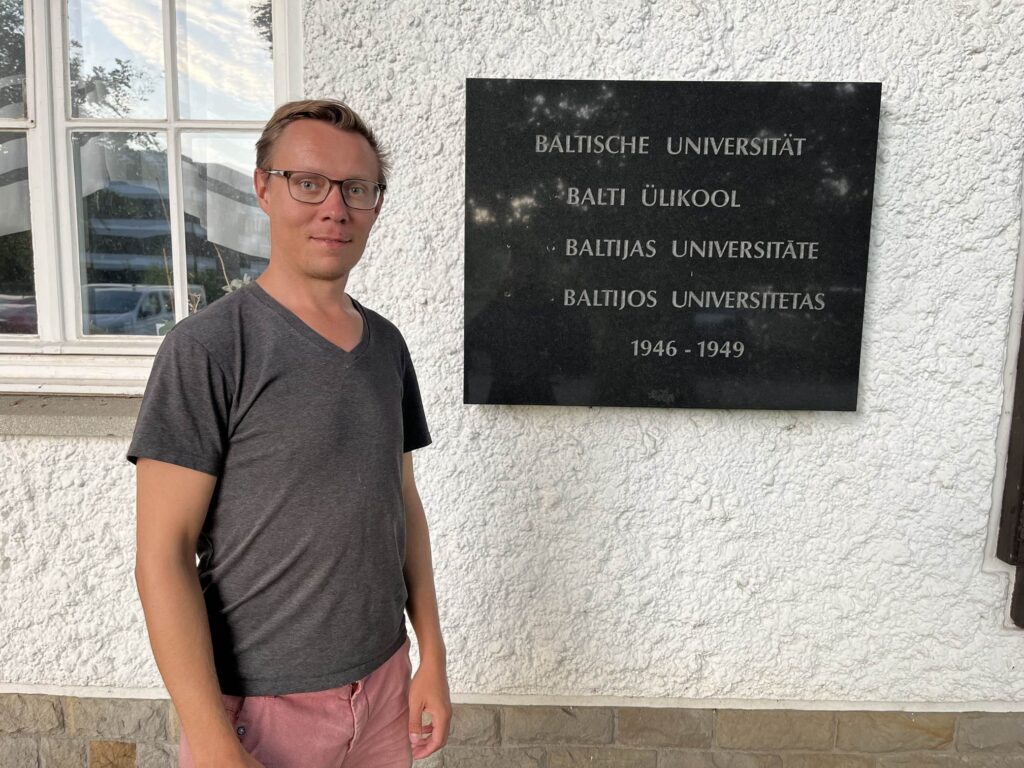 BALTISCHE UNIVERSITÄT
BALTI ÜLIKOOL
BALTIJAS UNIVERSITĀTE
BALTIJOS UNIVERSITETAS
1946 - 1949